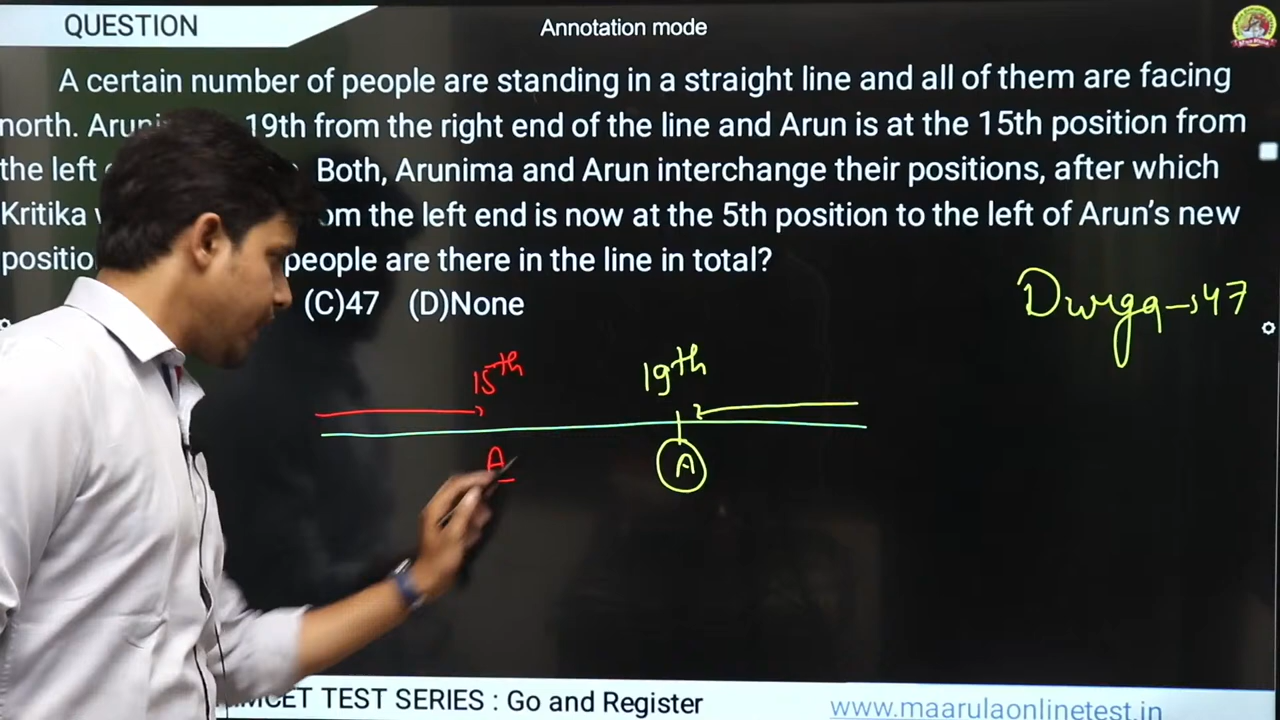 QUESTION
Annotation mode
A certain number of people are standing in a straight line and all of them are facing
north. 19th from the right end of the line and Arun is at the 15th position from
the left Both, Arunima and Arun interchange their positions, after which
Kritika the left end is now at the 5th position to the left of Arun's new
people are there in the line in total?
(C)47 (D)None
Durga→47
15th
19th
A
A
TEST SERIES : Go and Register
www.maarulaonlinetest.in